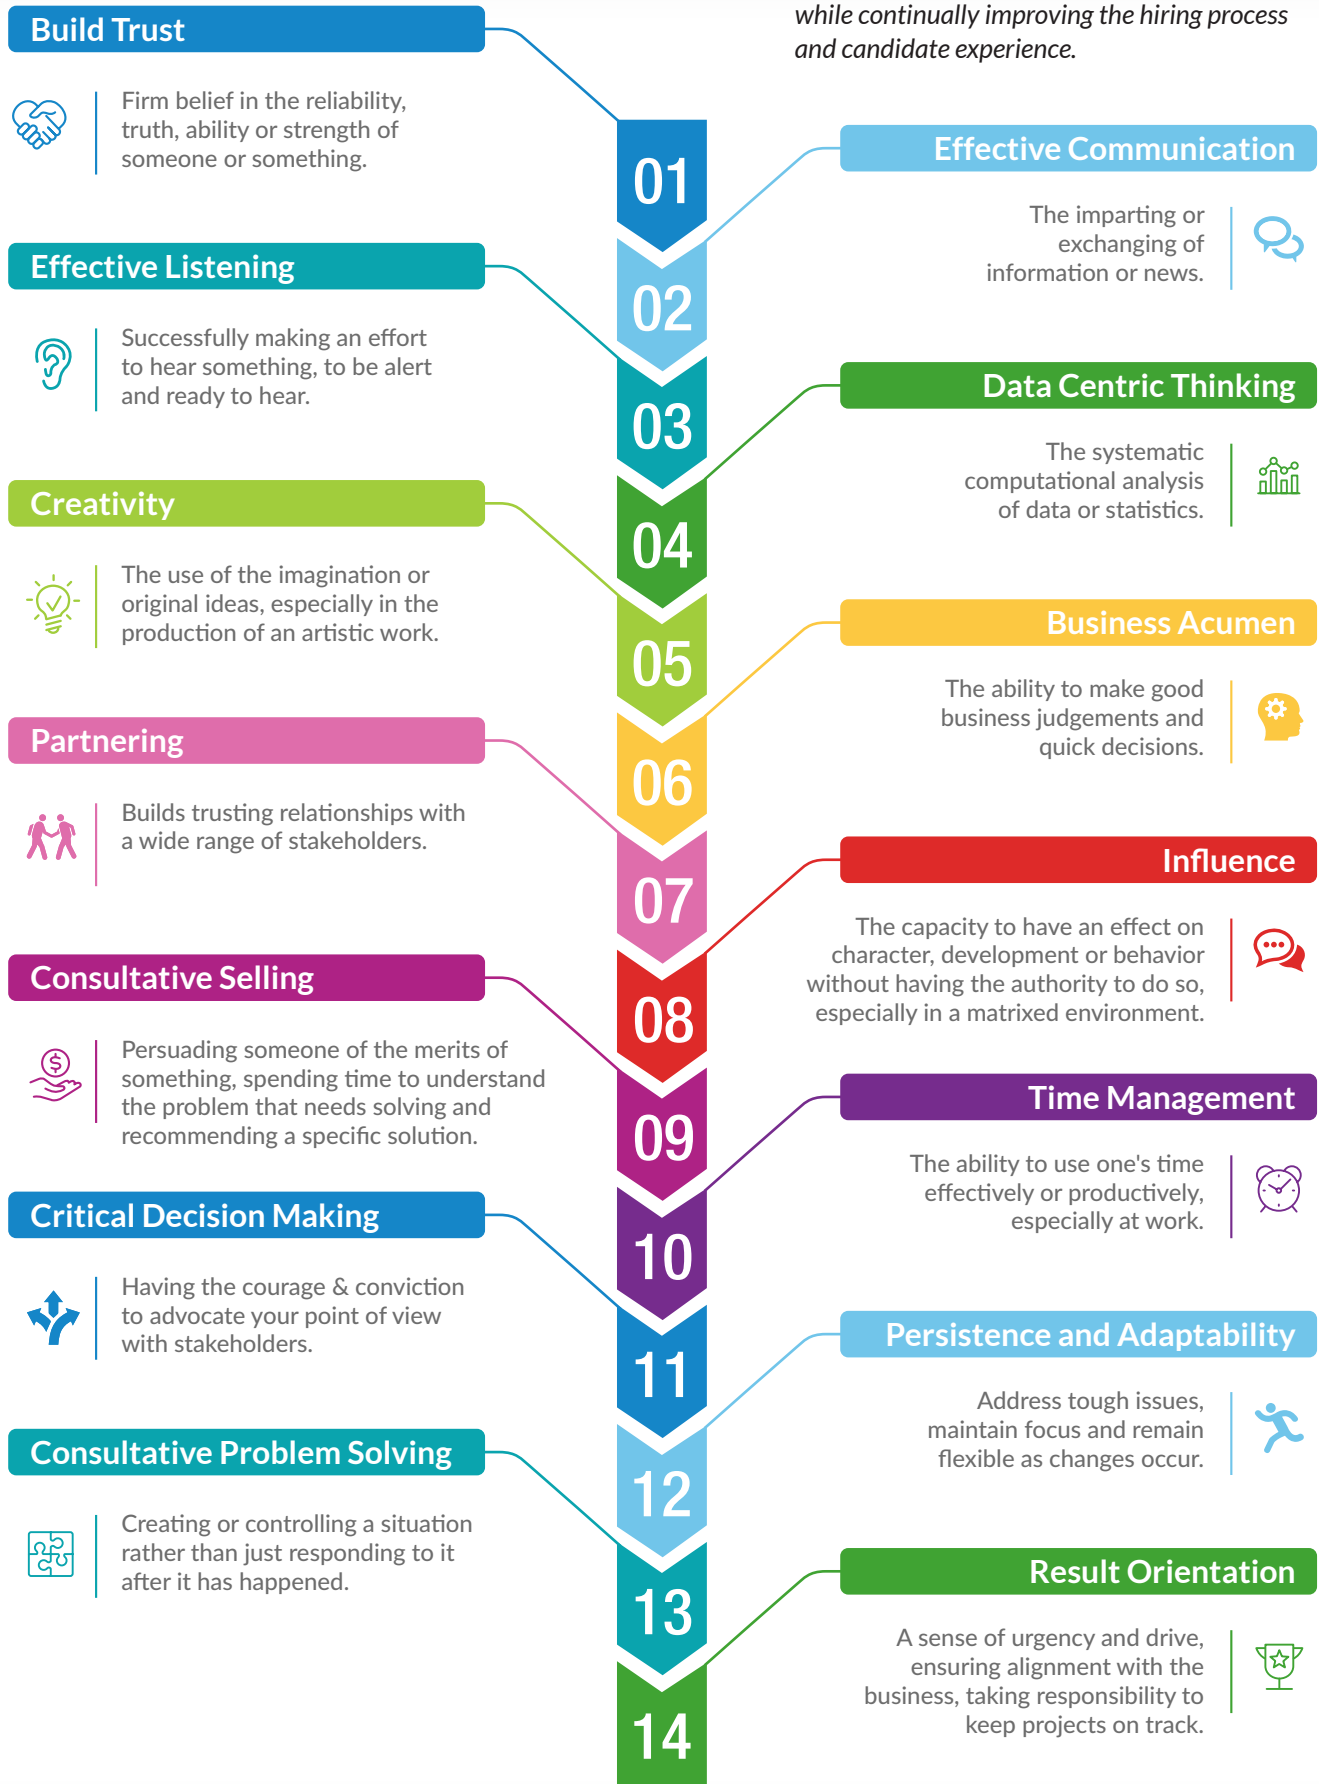 while continually improving the hiring process
and candidate experience.
Build Trust
Firm belief in the reliability,
truth, ability or strength of
someone or something.
01
Effective Communication
The imparting or
exchanging of
information or news.
02
Effective Listening
Successfully making an effort
to hear something, to be alert
and ready to hear.
03
Data Centric Thinking
The systematic
computational analysis
of data or statistics.
04
Creativity
The use of the imagination or
original ideas, especially in the
production of an artistic work.
05
Business Acumen
The ability to make good
business judgements and
quick decisions.
06
Partnering
Builds trusting relationships with
a wide range of stakeholders.
07
Influence
The capacity to have an effect on
character, development or behavior
without having the authority to do so,
especially in a matrixed environment.
08
Consultative Selling
$
Persuading someone of the merits of
something, spending time to understand
the problem that needs solving and
recommending a specific solution.
09
Time Management
The ability to use one's time
effectively or productively,
especially at work.
10
Critical Decision Making
Having the courage & conviction
to advocate your point of view
with stakeholders.
11
Persistence and Adaptability
Address tough issues,
maintain focus and remain
flexible as changes occur.
12
Consultative Problem Solving
Creating or controlling a situation
rather than just responding to it
after it has happened.
13
Result Orientation
A sense of urgency and drive,
ensuring alignment with the
business, taking responsibility to
keep projects on track.
14